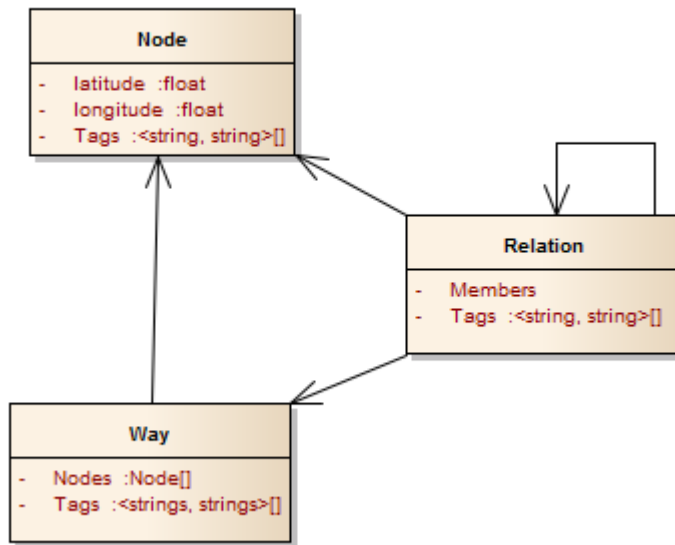 Node
- latitude :float
- longitude :float
- Tags :<string, string>[]
Relation
- Members
- Tags :<string, string>[]
Way
- Nodes :Node[]
- Tags :<strings, strings>[]